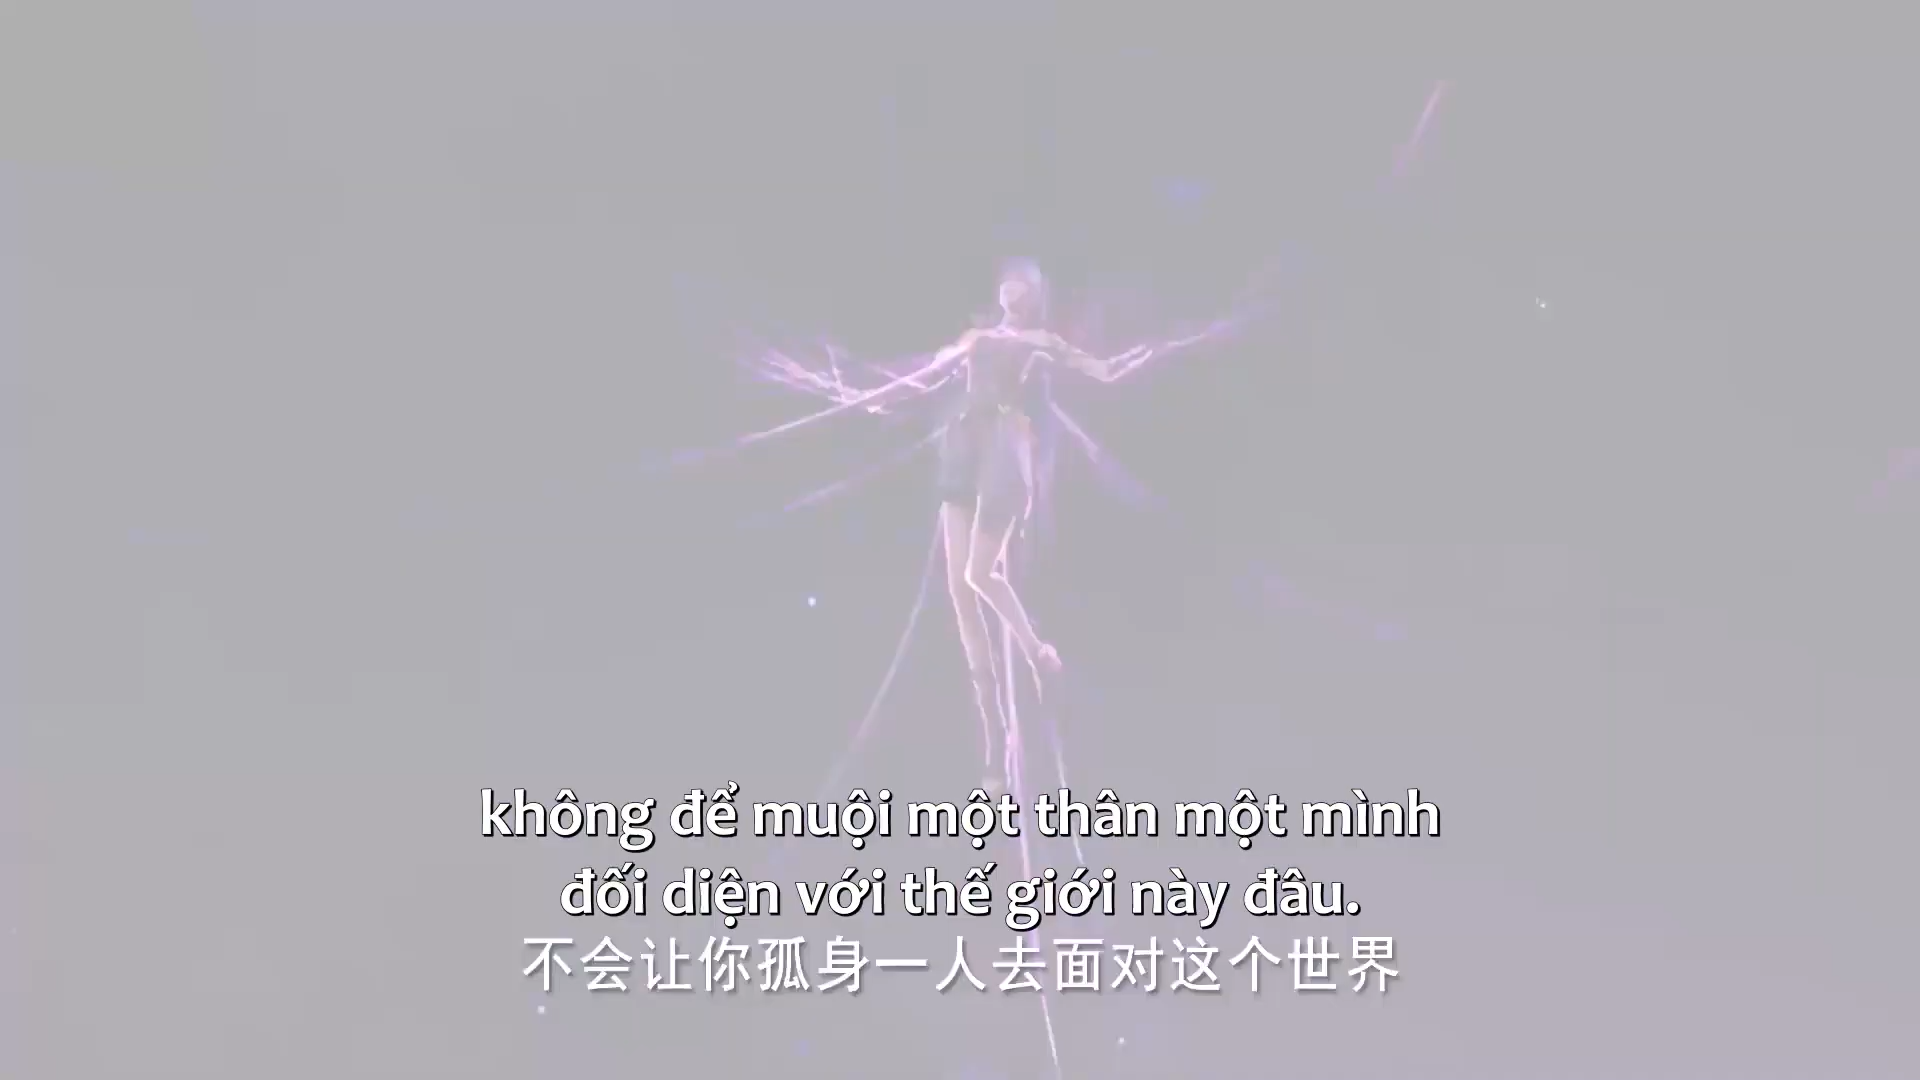 không để muội một thân một mình
đối diện với thế giới này đâu.
不会让你孤身一人去面对这个世界